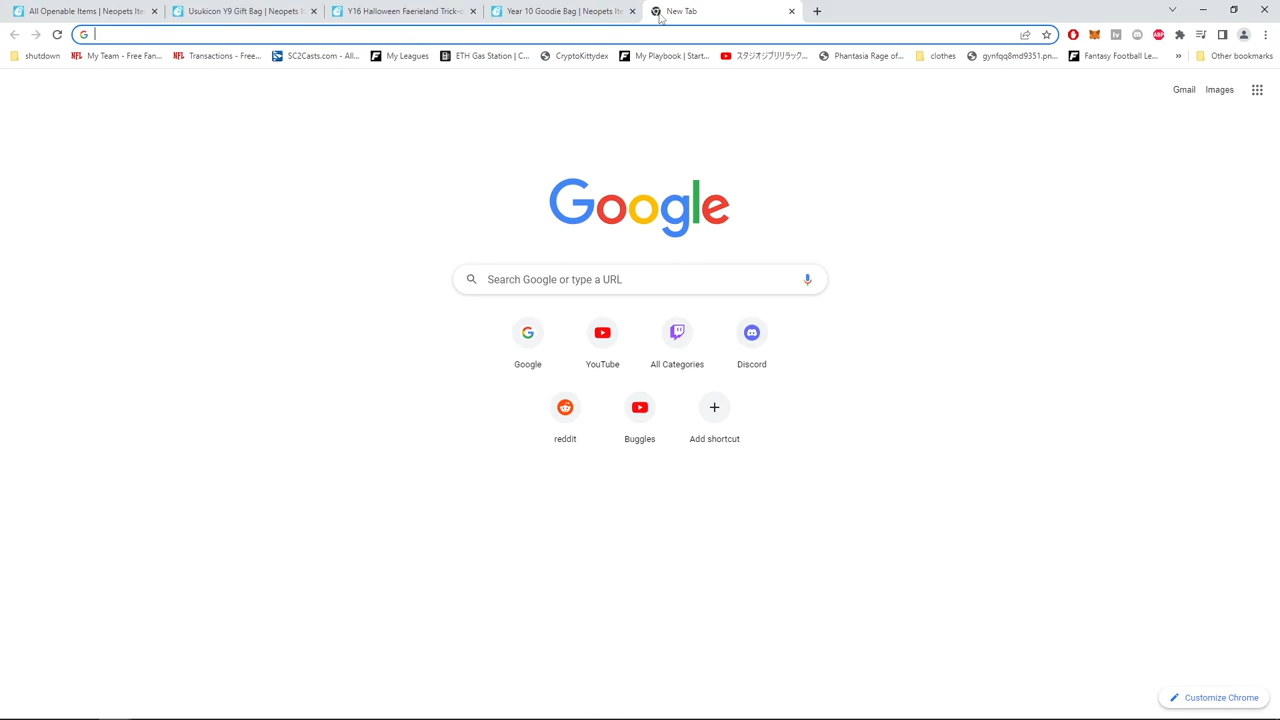 All Openable Items | Neopets Ite
Usukicon Y9 Gift Bag | Neopets It
Y16 Halloween Faerieland Trick-o
Year 10 Goodie Bag | Neopets Ite
New Tab
shutdown
My Team - Free Fan...
Transactions - Free...
SC2Casts.com - All...
My Leagues
ETH Gas Station | C...
CryptoKittydex
My Playbook | Start...
スタジオジブリリラック...
Phantasia Rage of...
clothes
gynfqq8md9351.pn...
Fantasy Football Le...
»
Other bookmarks
Gmail
Images
Google
Search Google or type a URL
Google
YouTube
All Categories
Discord
reddit
Buggles
Add shortcut
Customize Chrome